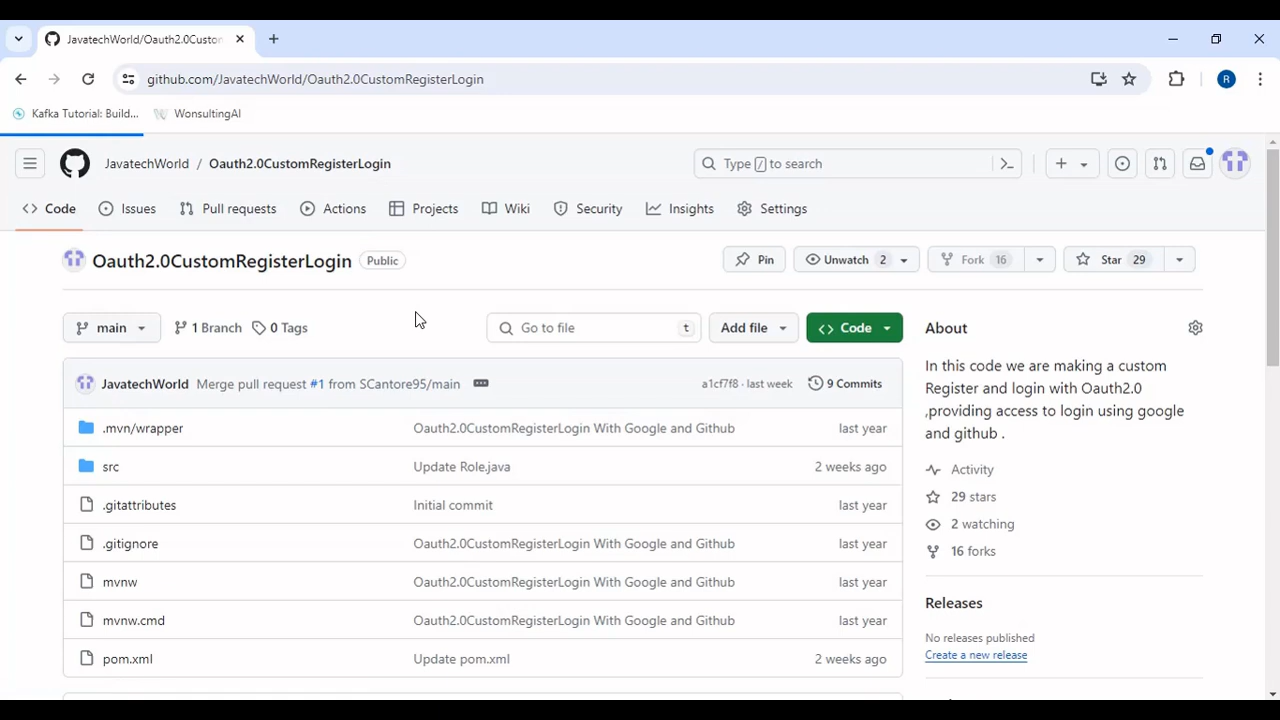 JavatechWorld/Oauth2.0Custom
github.com/JavatechWorld/Oauth2.0CustomRegisterLogin
R
Kafka Tutorial: Build...
WonsultingAI
JavatechWorld / Oauth2.0CustomRegisterLogin
Type / to search
Code
Issues
Pull requests
Actions
Projects
Wiki
Security
Insights
Settings
Oauth2.0CustomRegisterLogin
Public
Pin
Unwatch 2
Fork 16
Star 29
main
1 Branch
0 Tags
Go to file
t
Add file
Code
About
In this code we are making a custom
Register and login with Oauth2.0
,providing access to login using google
and github .
JavatechWorld Merge pull request #1 from SCantore95/main
a1cf7f8 · last week
9 Commits
.mvn/wrapper Oauth2.0CustomRegisterLogin With Google and Github last year
src Update Role.java 2 weeks ago
.gitattributes Initial commit last year
.gitignore Oauth2.0CustomRegisterLogin With Google and Github last year
mvnw Oauth2.0CustomRegisterLogin With Google and Github last year
mvnw.cmd Oauth2.0CustomRegisterLogin With Google and Github last year
pom.xml Update pom.xml 2 weeks ago
Activity
29 stars
2 watching
16 forks
Releases
No releases published
Create a new release